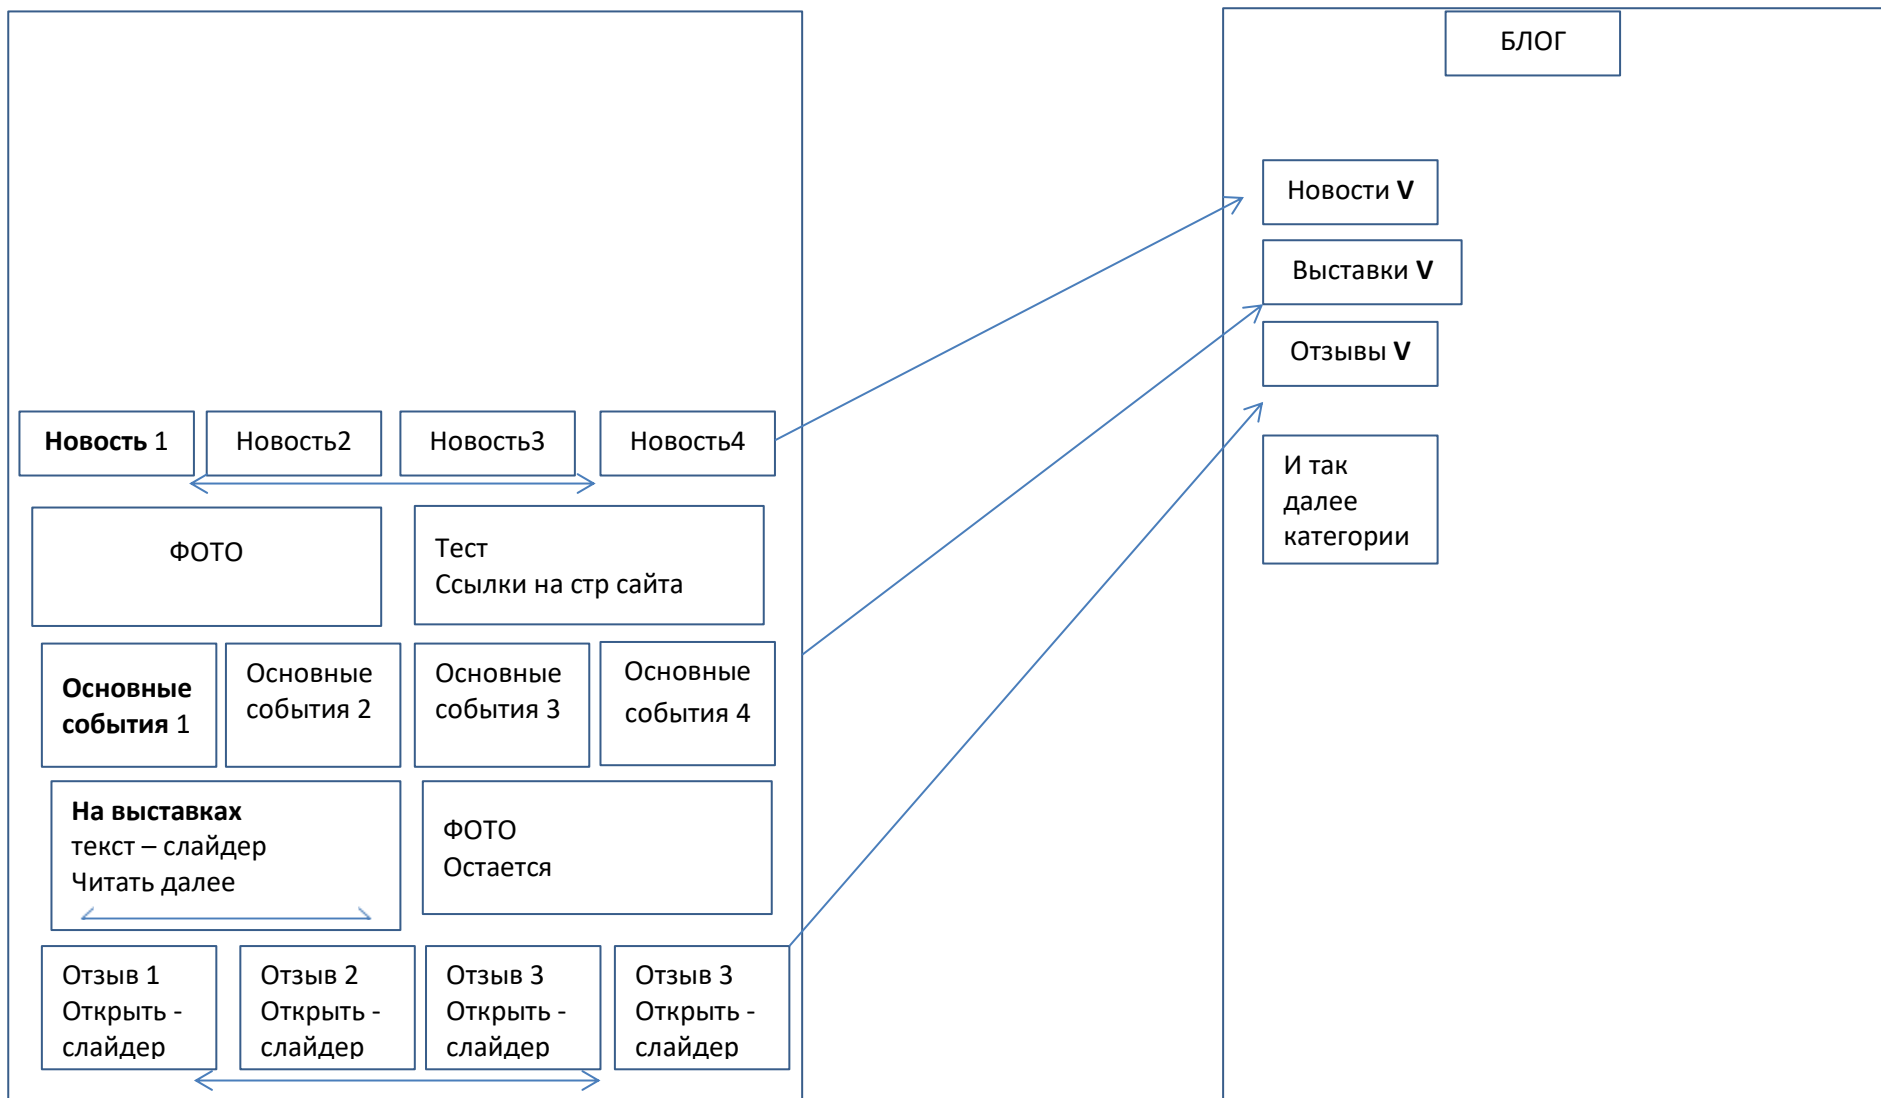 БЛОГ
Новости V
Выставки V
Отзывы V
И так
далее
категории
Новость 1
Новость2
Новость3
Новость4
ФОТО
Тест
Ссылки на стр сайта
Основные
события 1
Основные
события 2
Основные
события 3
Основные
события 4
На выставках
текст – слайдер
Читать далее
ФОТО
Остается
Отзыв 1
Открыть -
слайдер
Отзыв 2
Открыть -
слайдер
Отзыв 3
Открыть -
слайдер
Отзыв 3
Открыть -
слайдер